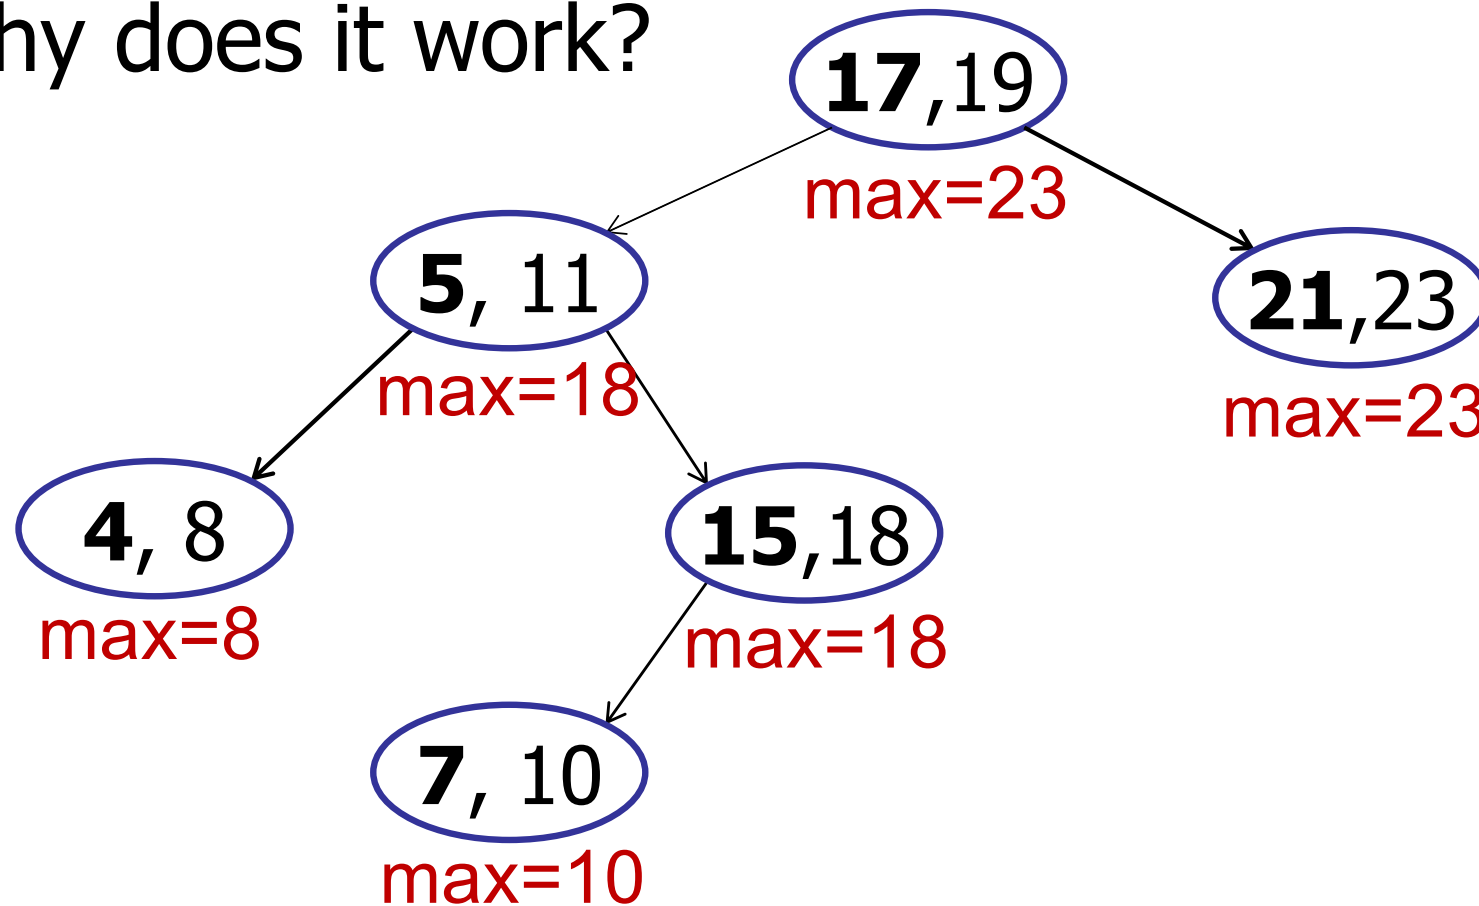 hy does it work?
17,19
max=23
5, 11
max=18
21,23
max=23
4, 8
max=8
15,18
max=18
7, 10
max=10